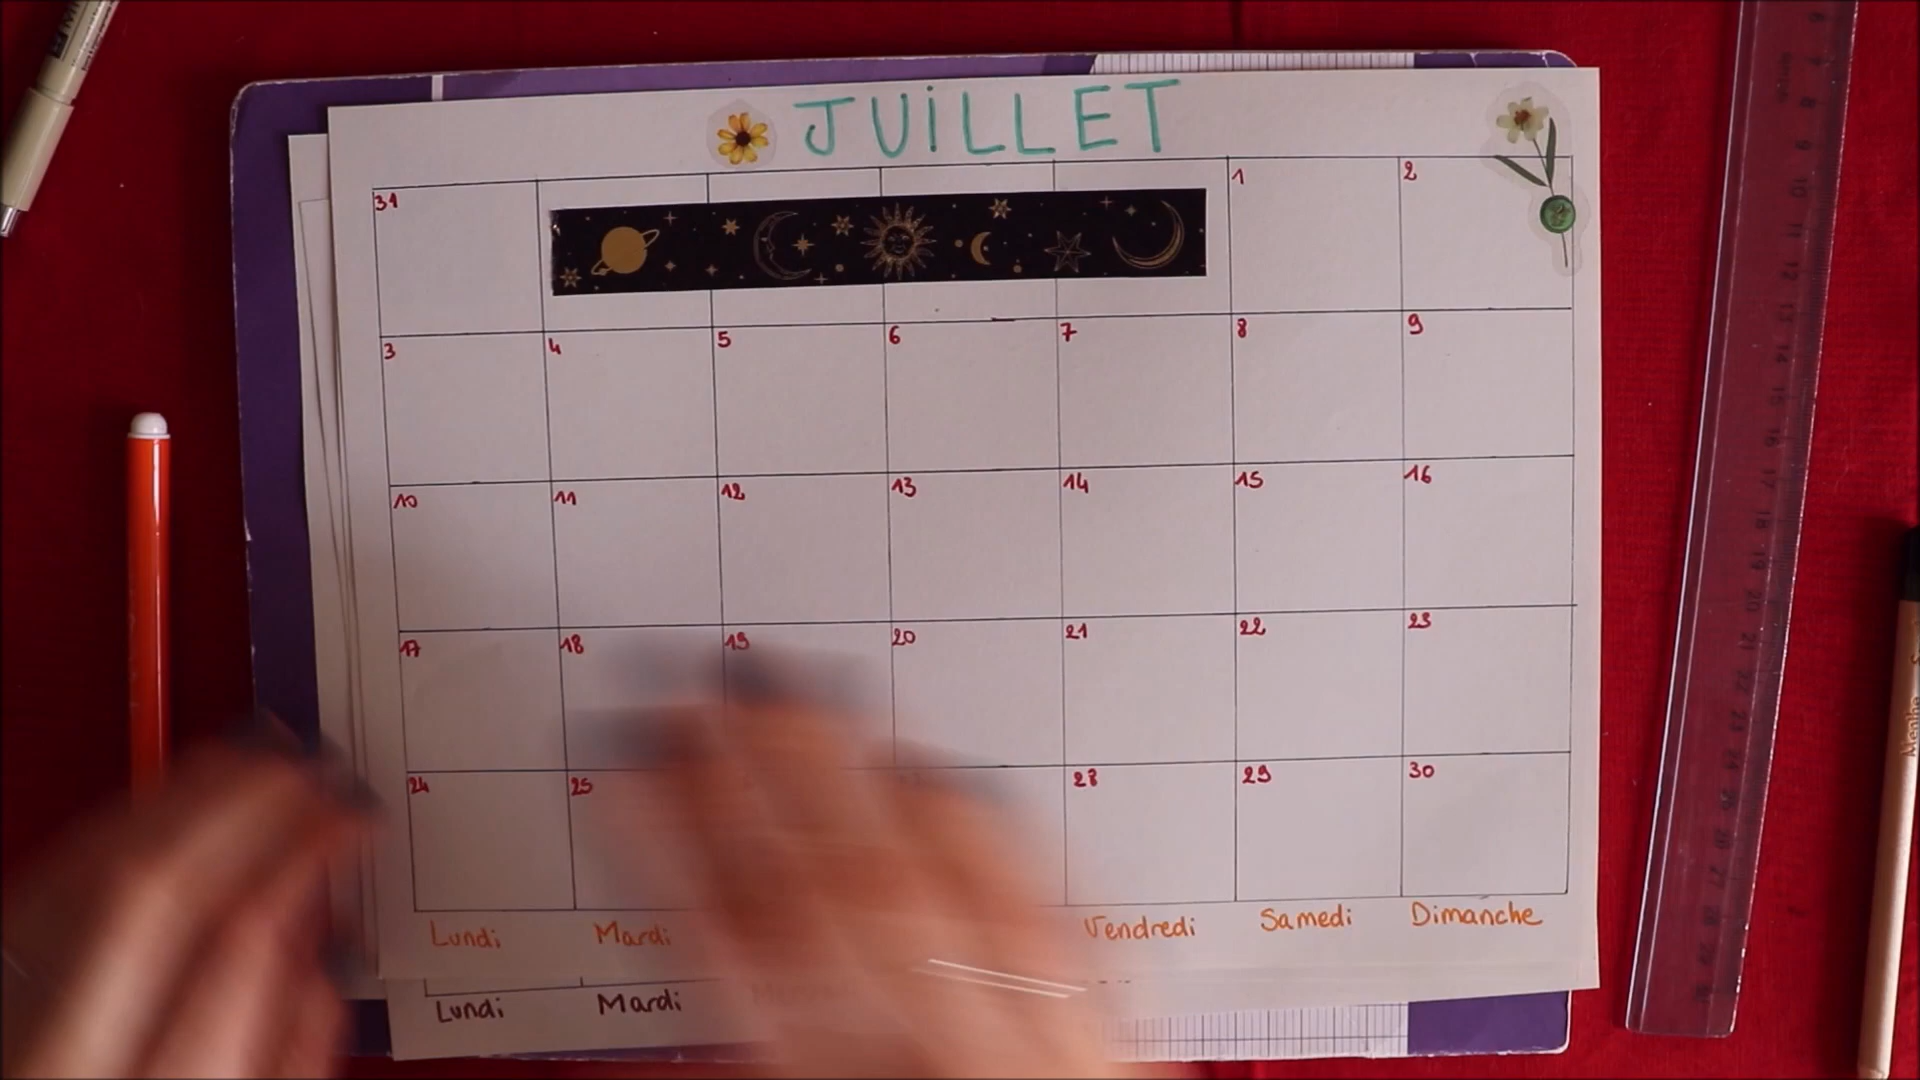 JUiLLET
31 1 2
3 4 5 6 7 8 9
10 11 12 13 14 15 16
17 18 19 20 21 22 23
24 25 28 29 30
Lundi Mardi Vendredi Samedi Dimanche
Lundi Mardi